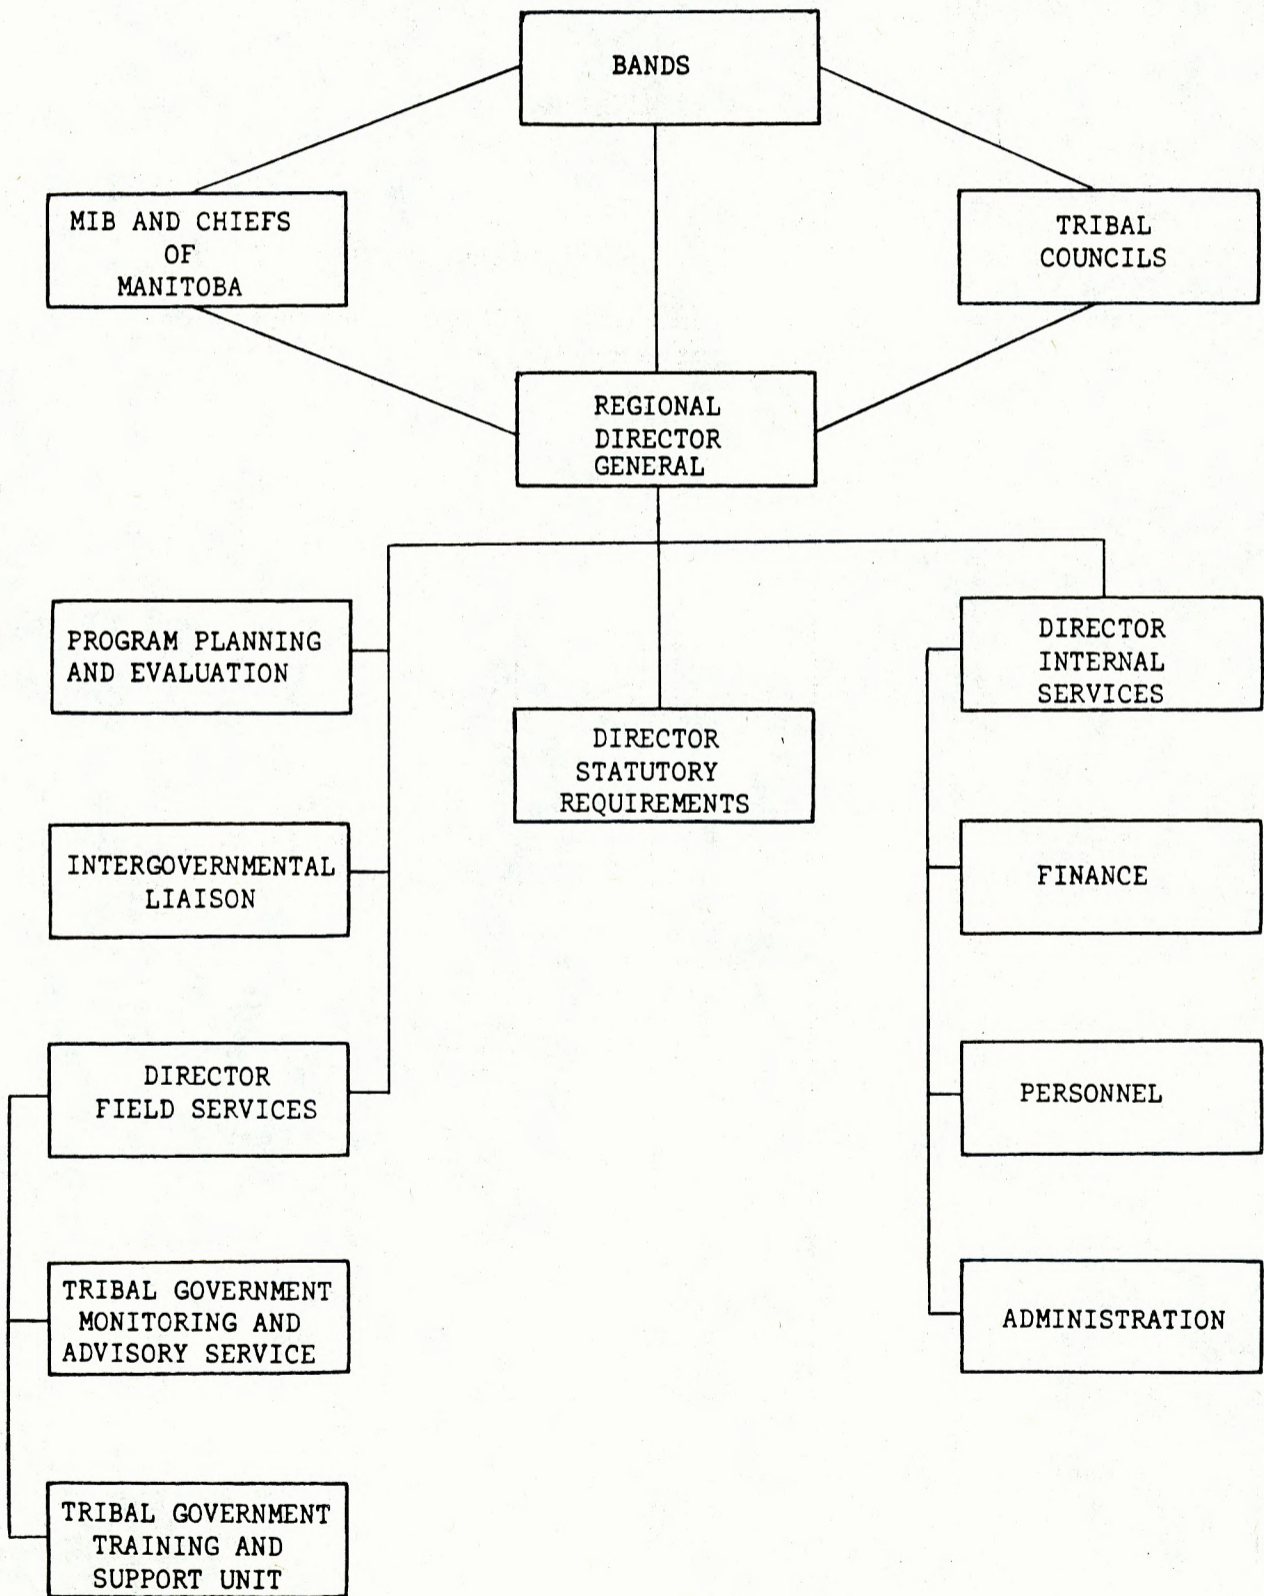 BANDS
MIB AND CHIEFS
OF
MANITOBA
TRIBAL
COUNCILS
REGIONAL
DIRECTOR
GENERAL
PROGRAM PLANNING
AND EVALUATION
DIRECTOR
INTERNAL
SERVICES
DIRECTOR
STATUTORY
REQUIREMENTS
INTERGOVERNMENTAL
LIAISON
FINANCE
DIRECTOR
FIELD SERVICES
PERSONNEL
TRIBAL GOVERNMENT
MONITORING AND
ADVISORY SERVICE
ADMINISTRATION
TRIBAL GOVERNMENT
TRAINING AND
SUPPORT UNIT